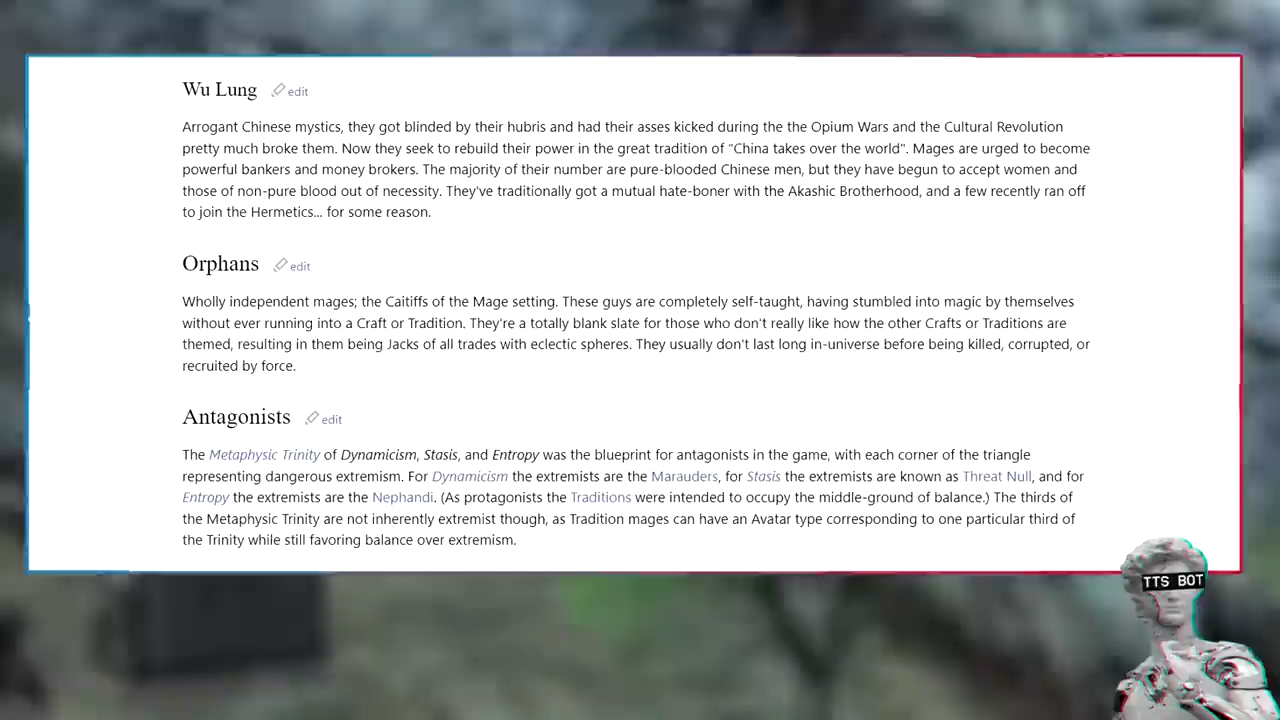 Wu Lung edit
Arrogant Chinese mystics, they got blinded by their hubris and had their asses kicked during the the Opium Wars and the Cultural Revolution
pretty much broke them. Now they seek to rebuild their power in the great tradition of "China takes over the world". Mages are urged to become
powerful bankers and money brokers. The majority of their number are pure-blooded Chinese men, but they have begun to accept women and
those of non-pure blood out of necessity. They've traditionally got a mutual hate-boner with the Akashic Brotherhood, and a few recently ran off
to join the Hermetics... for some reason.
Orphans edit
Wholly independent mages; the Caitiffs of the Mage setting. These guys are completely self-taught, having stumbled into magic by themselves
without ever running into a Craft or Tradition. They're a totally blank slate for those who don't really like how the other Crafts or Traditions are
themed, resulting in them being Jacks of all trades with eclectic spheres. They usually don't last long in-universe before being killed, corrupted, or
recruited by force.
Antagonists edit
The Metaphysic Trinity of Dynamicism, Stasis, and Entropy was the blueprint for antagonists in the game, with each corner of the triangle
representing dangerous extremism. For Dynamicism the extremists are the Marauders, for Stasis the extremists are known as Threat Null, and for
Entropy the extremists are the Nephandi. (As protagonists the Traditions were intended to occupy the middle-ground of balance.) The thirds of
the Metaphysic Trinity are not inherently extremist though, as Tradition mages can have an Avatar type corresponding to one particular third of
the Trinity while still favoring balance over extremism.
TTS BOT